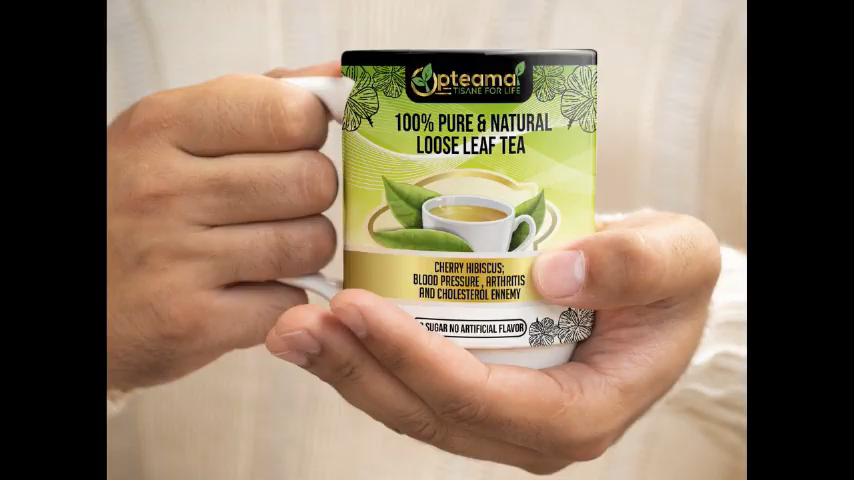 Opteama
TISANE FOR LIFE
100% PURE & NATURAL
LOOSE LEAF TEA
CHERRY HIBISCUS;
BLOOD PRESSURE , ARTHRITIS
AND CHOLESTEROL ENNEMY
SUGAR NO ARTIFICIAL FLAVOR